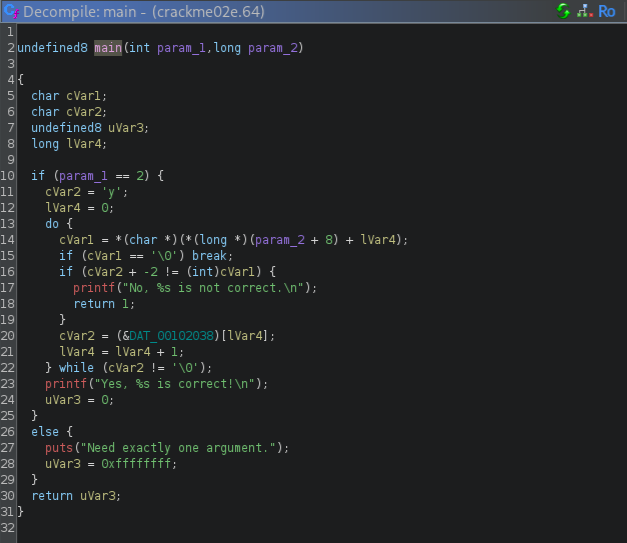 Cf Decompile: main - (crackme02e.64) Ro
1
2 undefined8 main(int param_1,long param_2)
3
4 {
5 char cVar1;
6 char cVar2;
7 undefined8 uVar3;
8 long lVar4;
9
10 if (param_1 == 2) {
11 cVar2 = 'y';
12 lVar4 = 0;
13 do {
14 cVar1 = *(char *)(*(long *)(param_2 + 8) + lVar4);
15 if (cVar1 == '\0') break;
16 if (cVar2 + -2 != (int)cVar1) {
17 printf("No, %s is not correct.\n");
18 return 1;
19 }
20 cVar2 = (&DAT_00102038)[lVar4];
21 lVar4 = lVar4 + 1;
22 } while (cVar2 != '\0');
23 printf("Yes, %s is correct!\n");
24 uVar3 = 0;
25 }
26 else {
27 puts("Need exactly one argument.");
28 uVar3 = 0xffffffff;
29 }
30 return uVar3;
31 }
32